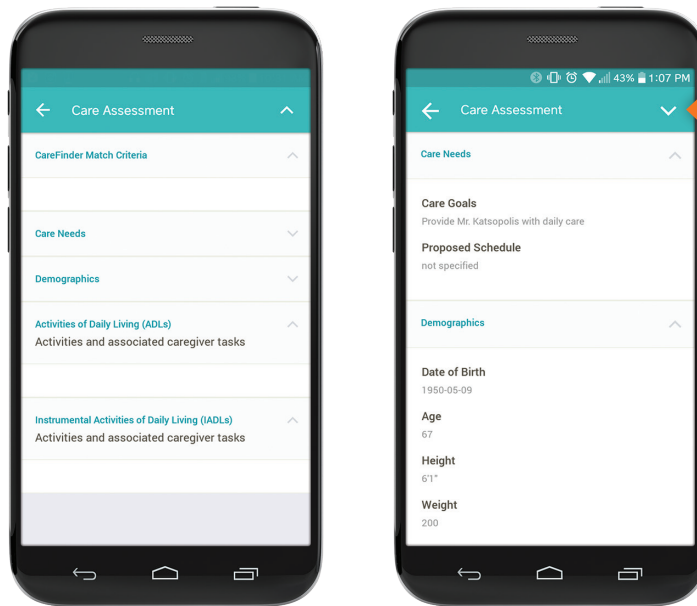 Care Assessment
CareFinder Match Criteria
Care Needs
Demographics
Activities of Daily Living (ADLs)
Activities and associated caregiver tasks
Instrumental Activities of Daily Living (IADLs)
Activities and associated caregiver tasks
43% 1:07 PM
Care Assessment
Care Needs
Care Goals
Provide Mr. Katsopolis with daily care
Proposed Schedule
not specified
Demographics
Date of Birth
1950-05-09
Age
67
Height
6'1"
Weight
200